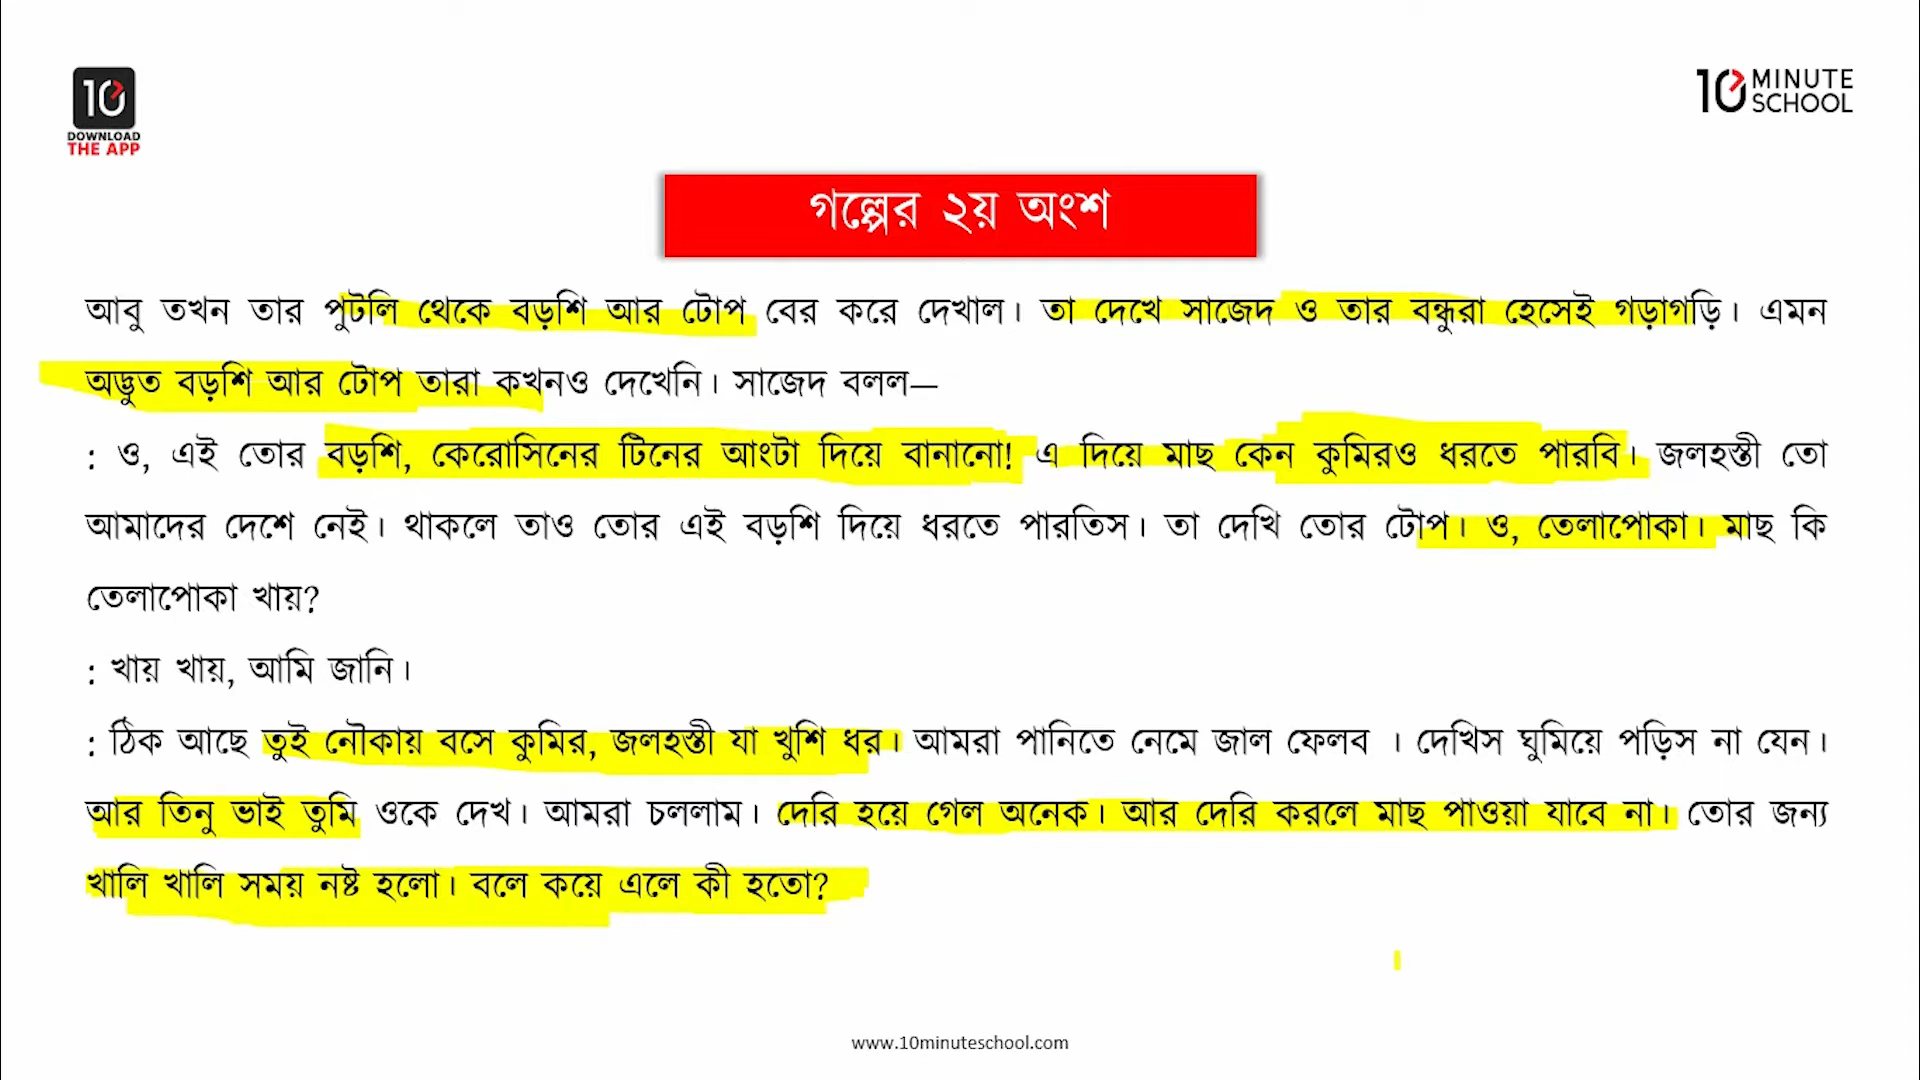 10
DOWNLOAD
THE APP
10 MINUTE
SCHOOL
গল্পের ২য় অংশ
আবু তখন তার পুটলি থেকে বড়শি আর টোপ বের করে দেখাল। তা দেখে সাজেদ ও তার বন্ধুরা হেসেই গড়াগড়ি। এমন
অদ্ভুত বড়শি আর টোপ তারা কখনও দেখেনি। সাজেদ বলল—
: ও, এই তোর বড়শি, কেরোসিনের টিনের আংটা দিয়ে বানানো! এ দিয়ে মাছ কেন কুমিরও ধরতে পারবি। জলহস্তী তো
আমাদের দেশে নেই। থাকলে তাও তোর এই বড়শি দিয়ে ধরতে পারতিস। তা দেখি তোর টোপ। ও, তেলাপোকা। মাছ কি
তেলাপোকা খায়?
: খায় খায়, আমি জানি।
: ঠিক আছে তুই নৌকায় বসে কুমির, জলহস্তী যা খুশি ধর। আমরা পানিতে নেমে জাল ফেলব । দেখিস ঘুমিয়ে পড়িস না যেন।
আর তিনু ভাই তুমি ওকে দেখ। আমরা চললাম। দেরি হয়ে গেল অনেক। আর দেরি করলে মাছ পাওয়া যাবে না। তোর জন্য
খালি খালি সময় নষ্ট হলো। বলে কয়ে এলে কী হতো?
www.10minuteschool.com